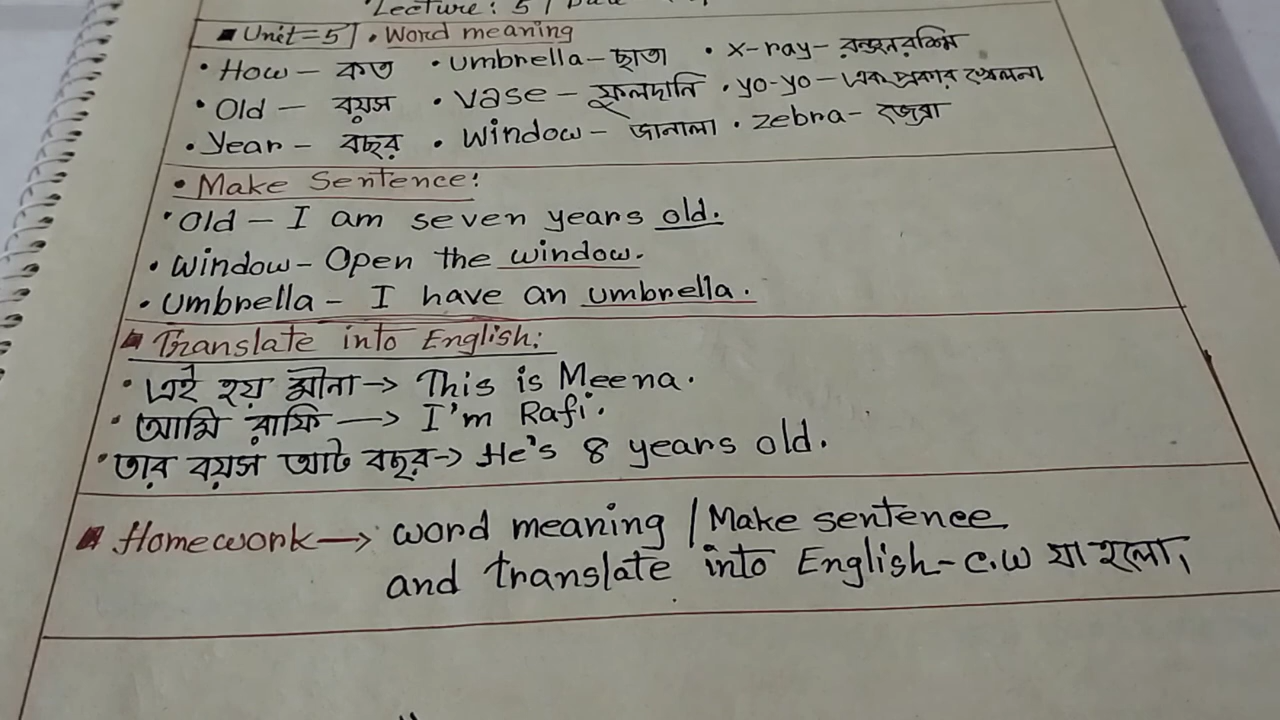 Lecture: 5 /
▪ Unit=5 / • Word meaning
• How – কত • umbrella – ছাতা • x-ray – রঞ্জনরশ্মি
• Old – বয়স • vase – ফুলদানি • yo-yo – একপ্রকার খেলনা
• Year – বছর • window – জানালা • zebra – জেব্রা
• Make Sentence:
• Old – I am seven years old.
• Window – Open the window.
• Umbrella – I have an umbrella.
▪ Translate into English:
• এই হয় মীনা → This is Meena.
• আমি রাফি → I'm Rafi.
• তার বয়স আট বছর → He's 8 years old.
▪ Homework → word meaning / Make sentence
and translate into English – c.w যা হলো,